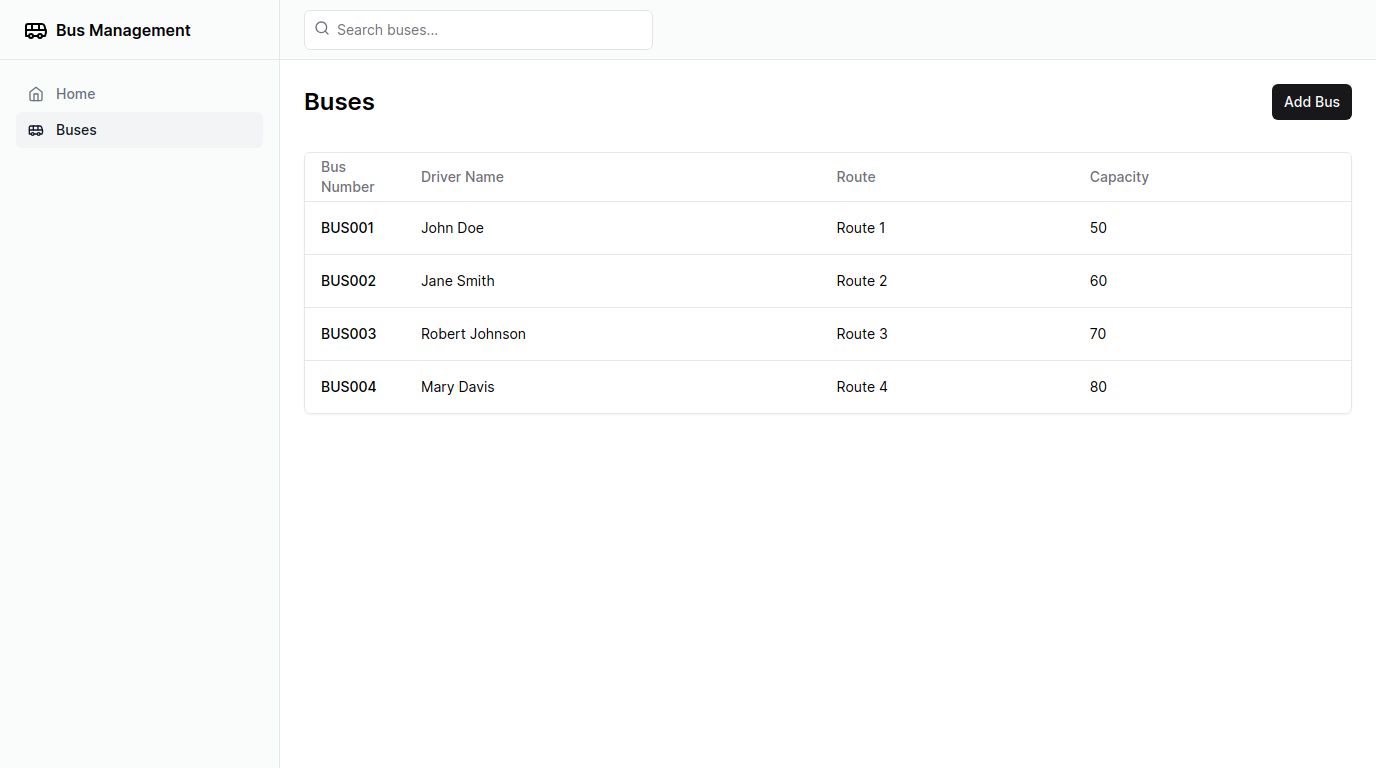 Bus Management
Search buses...
Home
Buses
Buses
Add Bus
Bus Number Driver Name Route Capacity
BUS001 John Doe Route 1 50
BUS002 Jane Smith Route 2 60
BUS003 Robert Johnson Route 3 70
BUS004 Mary Davis Route 4 80